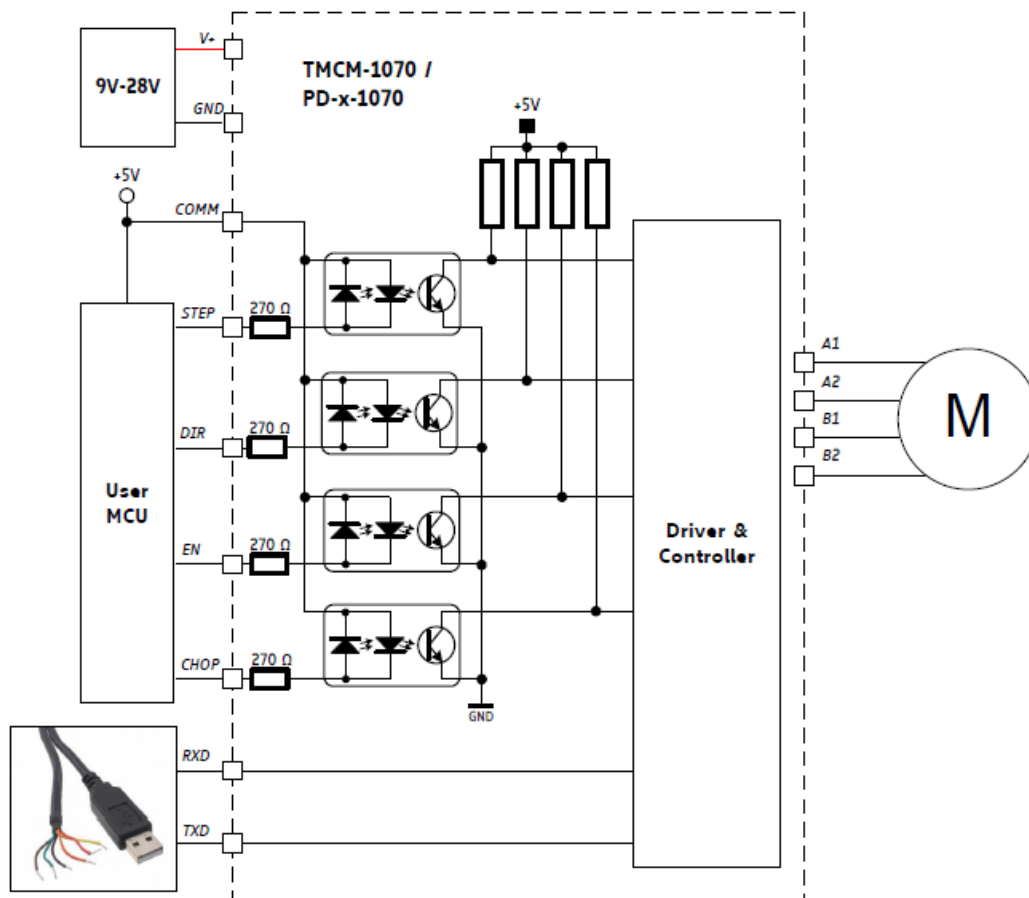 V+
9V-28V
GND
TMCM-1070 /
PD-x-1070
+5V
+5V
COMM
STEP
270 Ω
DIR
270 Ω
User
MCU
EN
270 Ω
CHOP
270 Ω
GND
RXD
TXD
Driver &
Controller
A1
A2
B1
B2
M